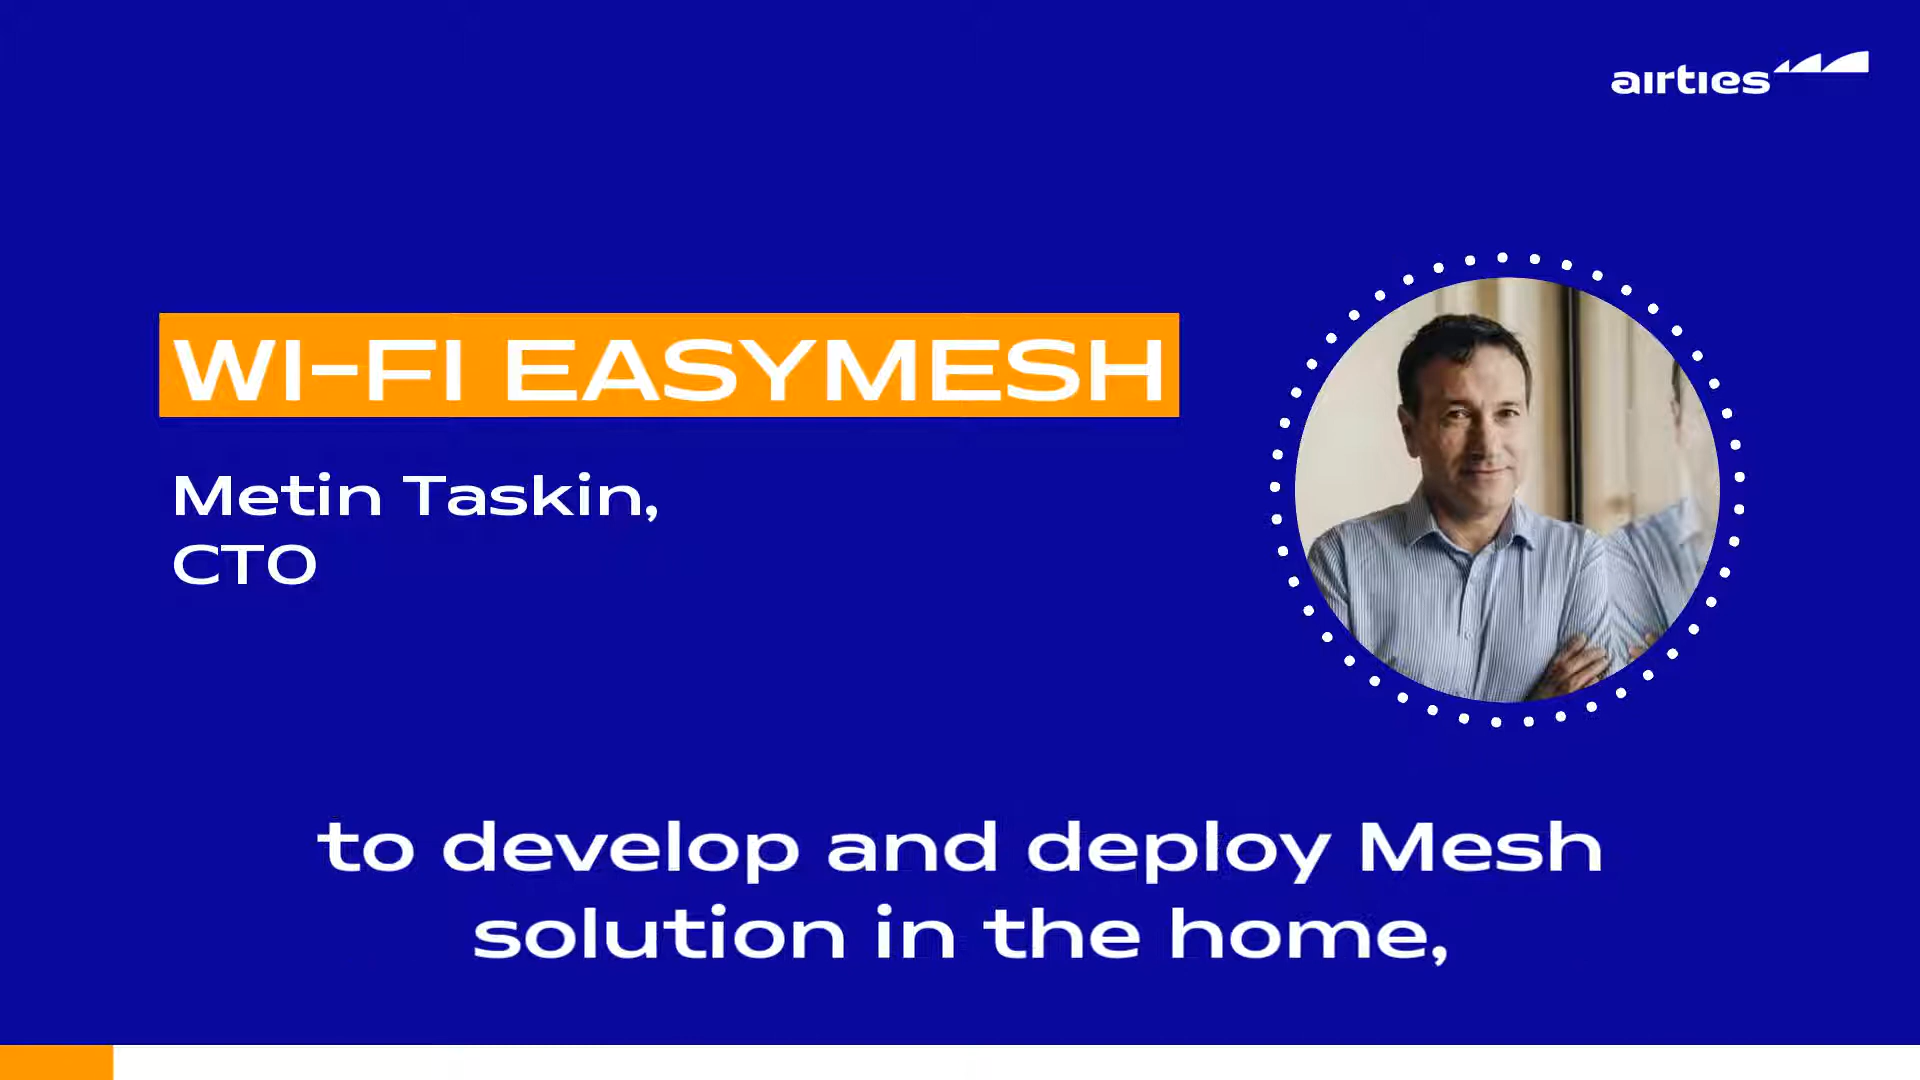 airties
WI-FI EASYMESH
Metin Taskin,
CTO
to develop and deploy Mesh
solution in the home,